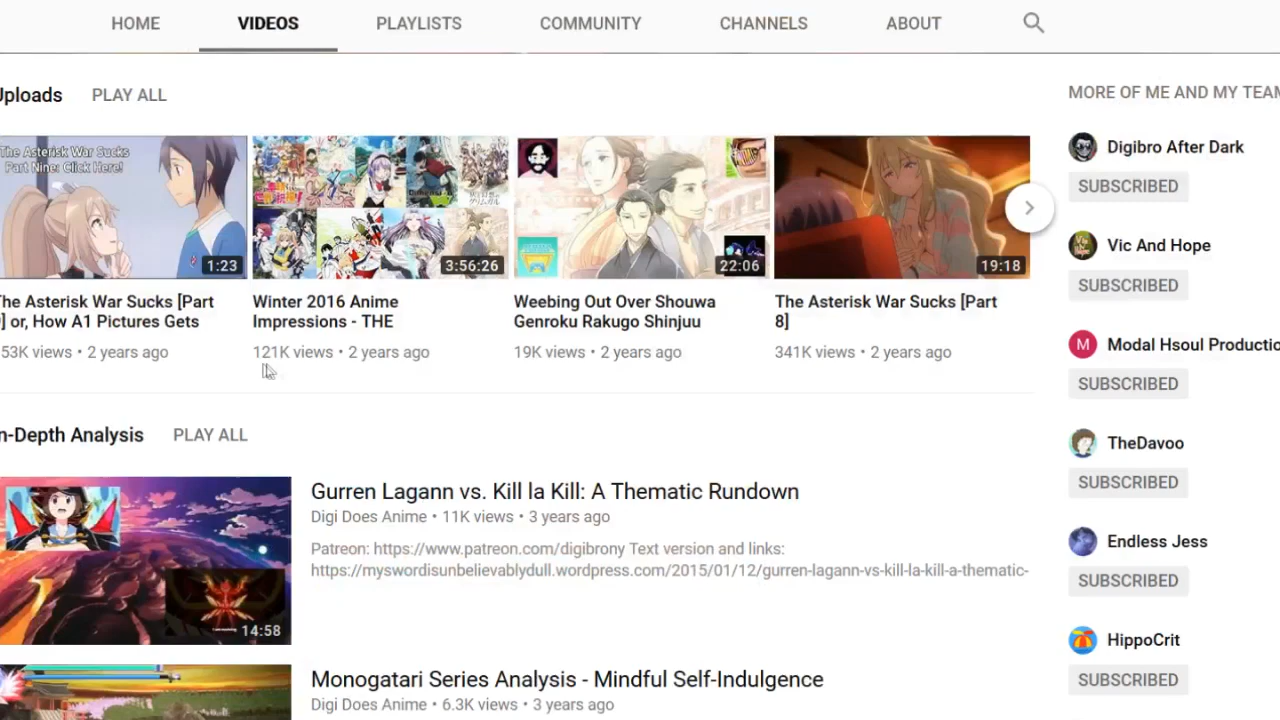 HOME VIDEOS PLAYLISTS COMMUNITY CHANNELS ABOUT
Uploads PLAY ALL
The Asterisk War Sucks
Part Nine: Click Here!
1:23
The Asterisk War Sucks [Part
9] or, How A1 Pictures Gets
53K views • 2 years ago
3:56:26
Winter 2016 Anime
Impressions - THE
121K views • 2 years ago
22:06
Weebing Out Over Shouwa
Genroku Rakugo Shinjuu
19K views • 2 years ago
19:18
The Asterisk War Sucks [Part
8]
341K views • 2 years ago
n-Depth Analysis PLAY ALL
14:58
Gurren Lagann vs. Kill la Kill: A Thematic Rundown
Digi Does Anime • 11K views • 3 years ago
Patreon: https://www.patreon.com/digibrony Text version and links:
https://myswordisunbelievablydull.wordpress.com/2015/01/12/gurren-lagann-vs-kill-la-kill-a-thematic-
Monogatari Series Analysis - Mindful Self-Indulgence
Digi Does Anime • 6.3K views • 3 years ago
MORE OF ME AND MY TEAM
Digibro After Dark
SUBSCRIBED
Vic And Hope
SUBSCRIBED
M
Modal Hsoul Productio
SUBSCRIBED
TheDavoo
SUBSCRIBED
Endless Jess
SUBSCRIBED
HippoCrit
SUBSCRIBED